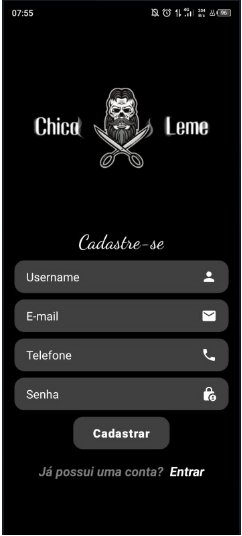 07:55
Chico Leme
Cadastre-se
Username
E-mail
Telefone
Senha
Cadastrar
Já possui uma conta? Entrar